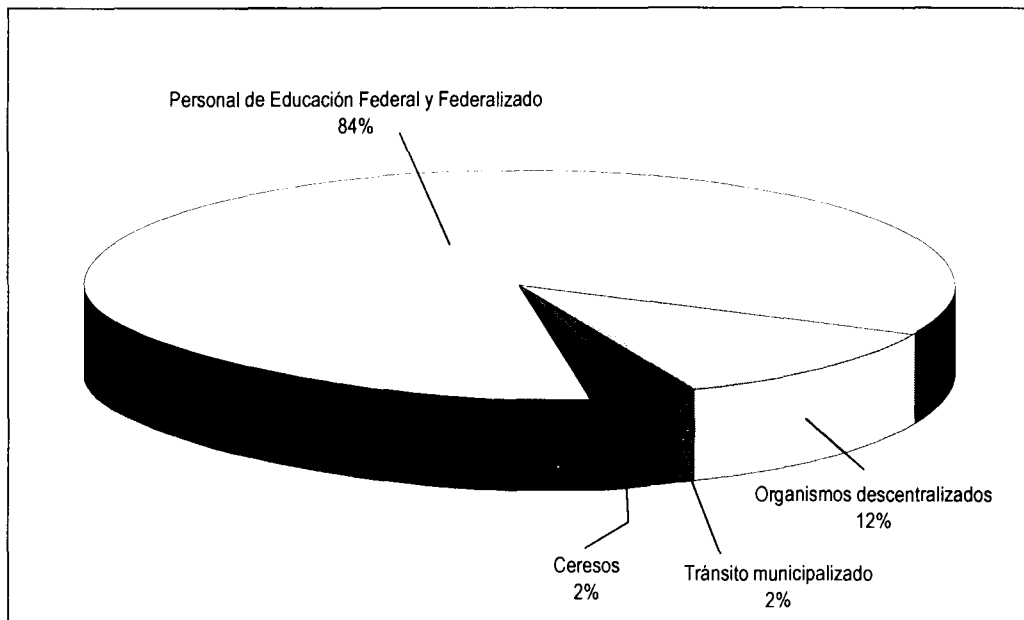 Personal de Educación Federal y Federalizado
84%
Organismos descentralizados
12%
Ceresos
2%
Tránsito municipalizado
2%